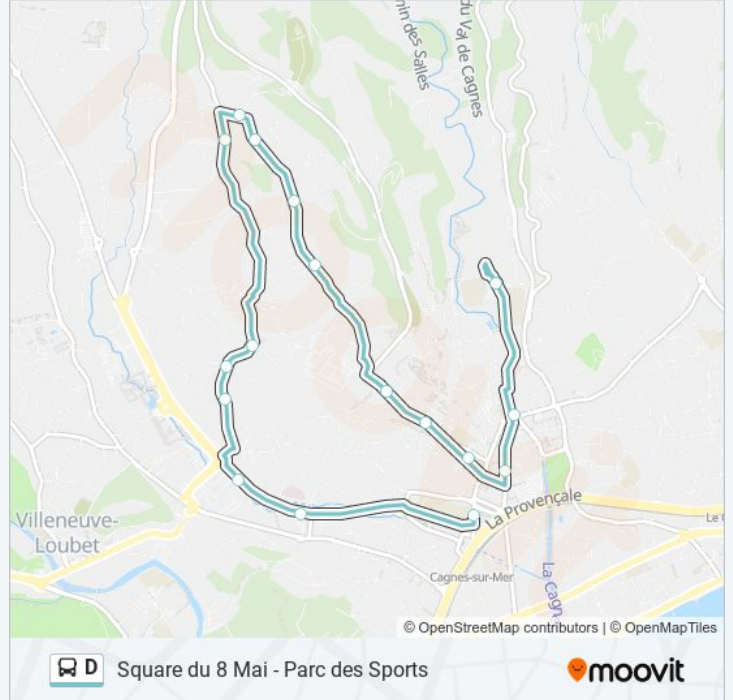 min des Salles
du Val de Cagnes
Villeneuve-
Loubet
La Provençale
Le
Cagnes-sur-Mer
La Cagn
© OpenStreetMap contributors | © OpenMapTiles
D Square du 8 Mai - Parc des Sports
moovit